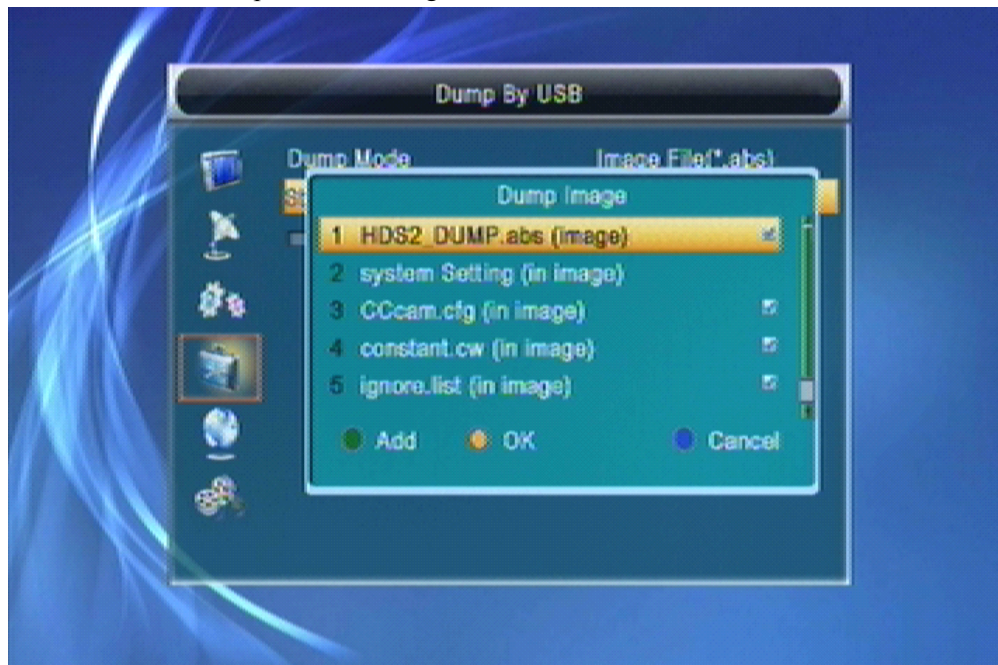 Dump By USB
Dump Mode Image File(*.abs)
Dump Image
1 HDS2_DUMP.abs (image)
2 system Setting (in image)
3 CCcam.cfg (in image)
4 constant.cw (in image)
5 ignore.list (in image)
Add OK Cancel